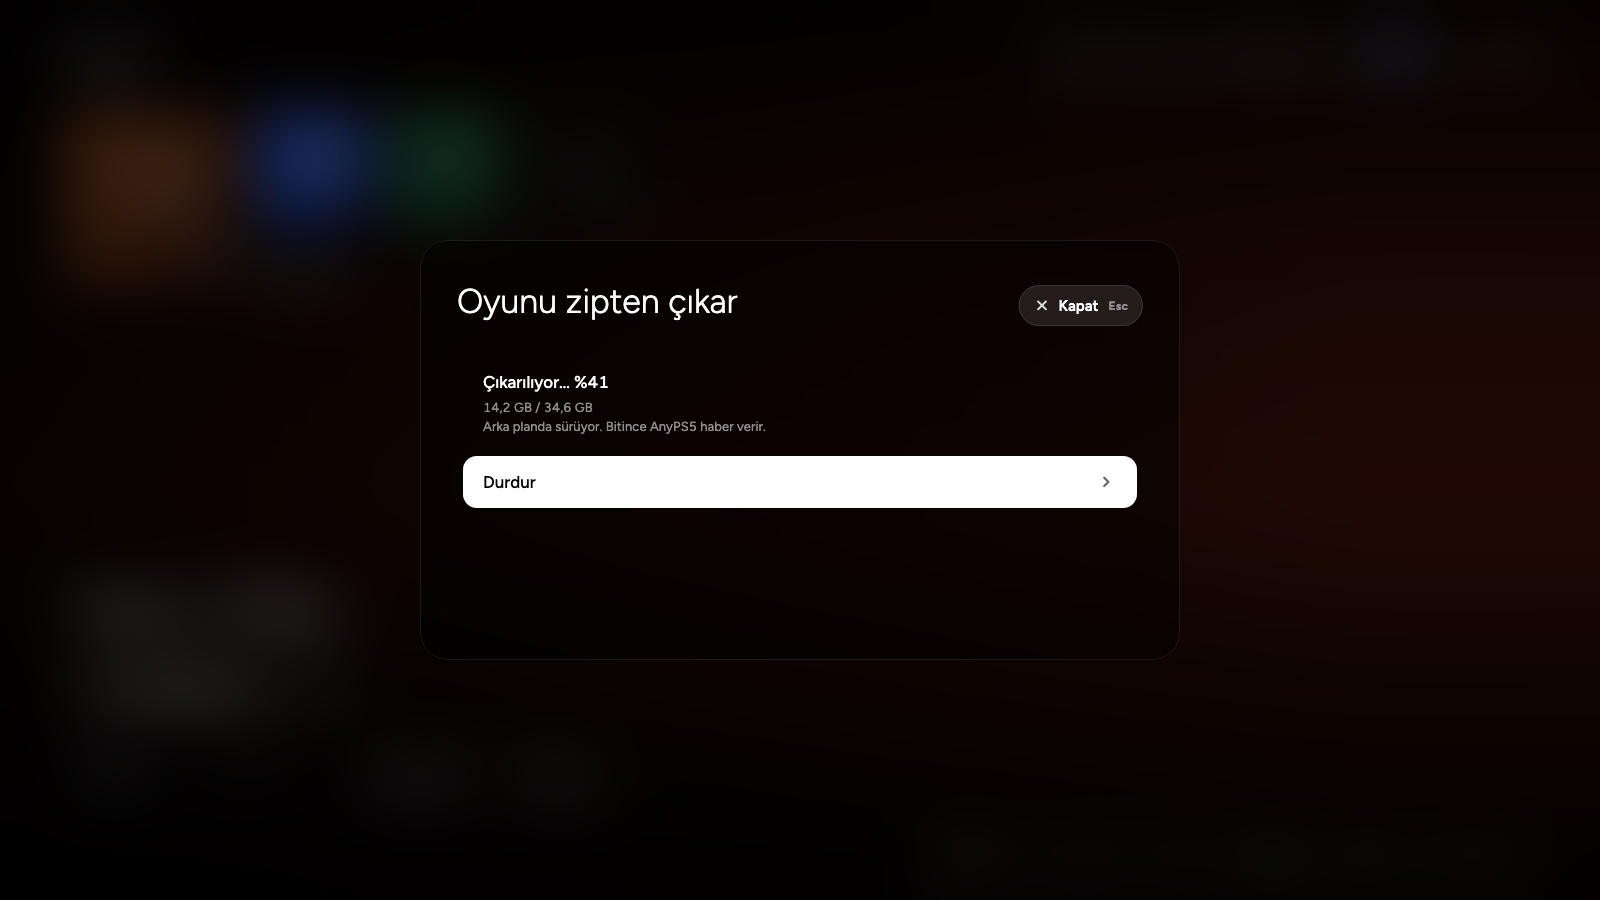 Oyunu zipten çıkar
Kapat Esc
Çıkarılıyor... %41
14,2 GB / 34,6 GB
Arka planda sürüyor. Bitince AnyPS5 haber verir.
Durdur